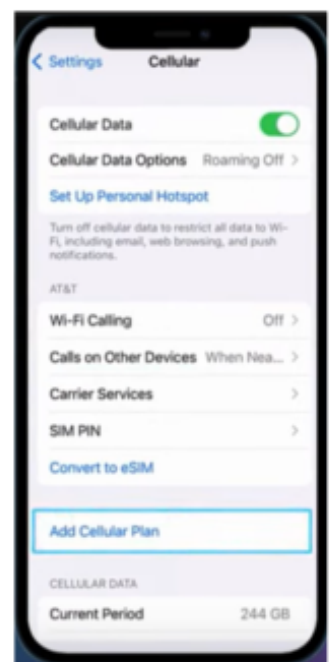 Settings Cellular
Cellular Data
Cellular Data Options Roaming Off
Set Up Personal Hotspot
Turn off cellular data to restrict all data to Wi-
Fi, including email, web browsing, and push
notifications.
AT&T
Wi-Fi Calling Off
Calls on Other Devices When Nea...
Carrier Services
SIM PIN
Convert to eSIM
Add Cellular Plan
CELLULAR DATA
Current Period 244 GB